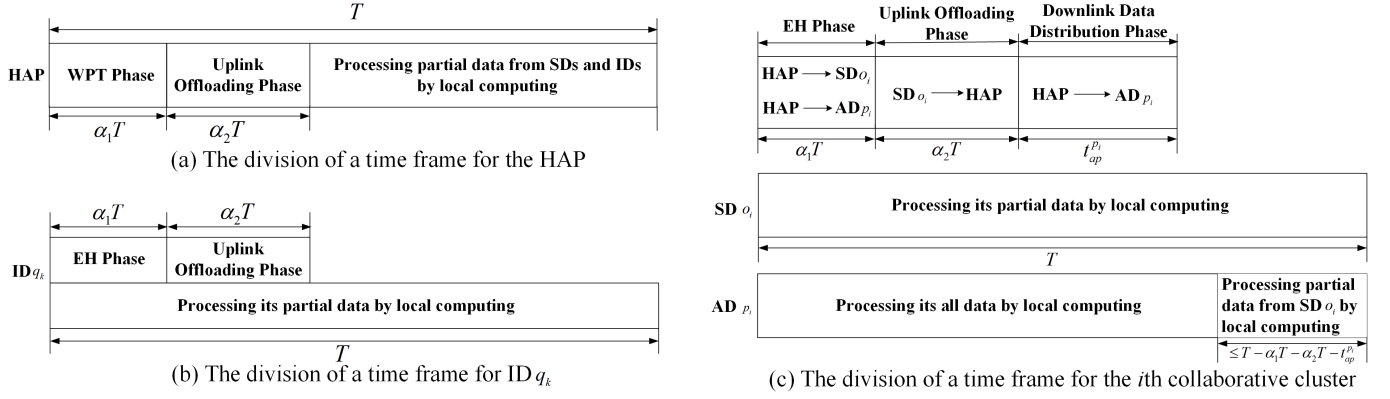 T
HAP
WPT Phase
Uplink
Offloading Phase
Processing partial data from SDs and IDs
by local computing
α₁T
α₂T
(a) The division of a time frame for the HAP
α₁T
α₂T
ID qₖ
EH Phase
Uplink
Offloading Phase
Processing its partial data by local computing
T
(b) The division of a time frame for ID qₖ
EH Phase
Uplink Offloading
Phase
Downlink Data
Distribution Phase
HAP → SD oᵢ
HAP → AD pᵢ
SD oᵢ → HAP
HAP → AD pᵢ
α₁T
α₂T
t_{ap}^{pᵢ}
SD oᵢ
Processing its partial data by local computing
T
AD pᵢ
Processing its all data by local computing
Processing partial
data from SD oᵢ by
local computing
≤ T − α₁T − α₂T − t_{ap}^{pᵢ}
(c) The division of a time frame for the ith collaborative cluster